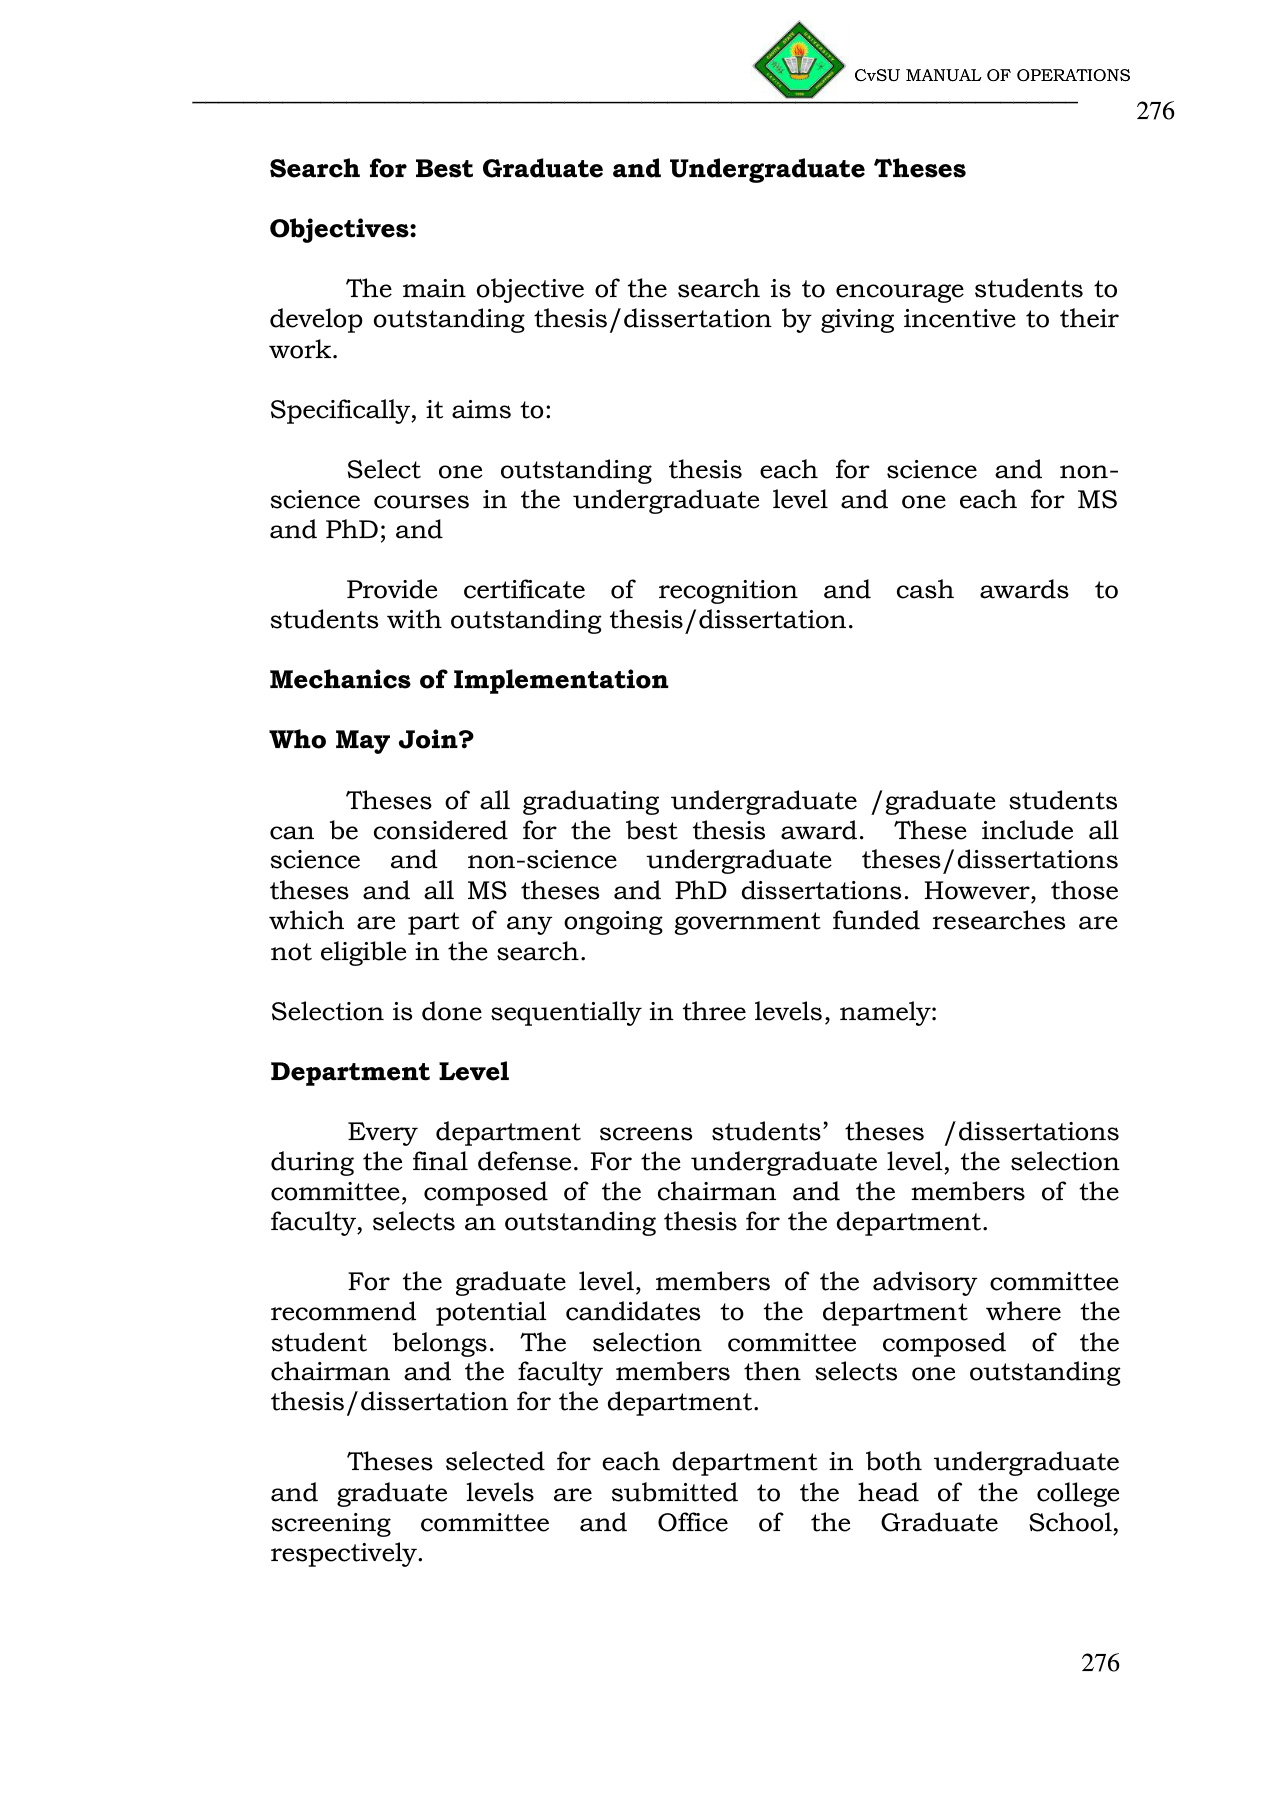 CvSU MANUAL OF OPERATIONS
276
Search for Best Graduate and Undergraduate Theses
Objectives:
The main objective of the search is to encourage students to
develop outstanding thesis/dissertation by giving incentive to their
work.
Specifically, it aims to:
Select one outstanding thesis each for science and non-
science courses in the undergraduate level and one each for MS
and PhD; and
Provide certificate of recognition and cash awards to
students with outstanding thesis/dissertation.
Mechanics of Implementation
Who May Join?
Theses of all graduating undergraduate /graduate students
can be considered for the best thesis award.  These include all
science and non-science undergraduate theses/dissertations
theses and all MS theses and PhD dissertations. However, those
which are part of any ongoing government funded researches are
not eligible in the search.
Selection is done sequentially in three levels, namely:
Department Level
Every department screens students’ theses /dissertations
during the final defense. For the undergraduate level, the selection
committee, composed of the chairman and the members of the
faculty, selects an outstanding thesis for the department.
For the graduate level, members of the advisory committee
recommend potential candidates to the department where the
student belongs. The selection committee composed of the
chairman and the faculty members then selects one outstanding
thesis/dissertation for the department.
Theses selected for each department in both undergraduate
and graduate levels are submitted to the head of the college
screening committee and Office of the Graduate School,
respectively.
276